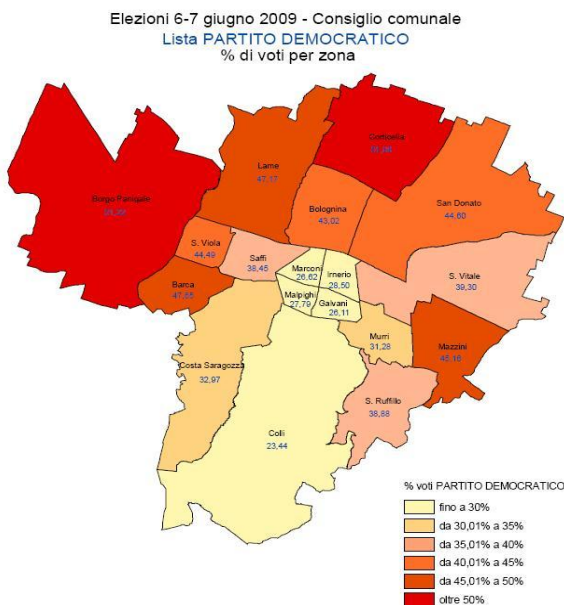 Elezioni 6-7 giugno 2009 - Consiglio comunale
Lista PARTITO DEMOCRATICO
% di voti per zona
Corticella
Lame
47,17
Borgo Panigale
Bolognina
43,02
San Donato
44,60
S. Viola
44,49
Saffi
38,45
Marconi
26,62
Irnerio
28,50
S. Vitale
39,30
Barca
Malpighi
27,79
Galvani
26,11
Murri
31,28
Mazzini
45,16
Costa Saragozza
32,97
S. Ruffillo
38,88
Colli
23,44
% voti PARTITO DEMOCRATICO
fino a 30%
da 30,01% a 35%
da 35,01% a 40%
da 40,01% a 45%
da 45,01% a 50%
oltre 50%